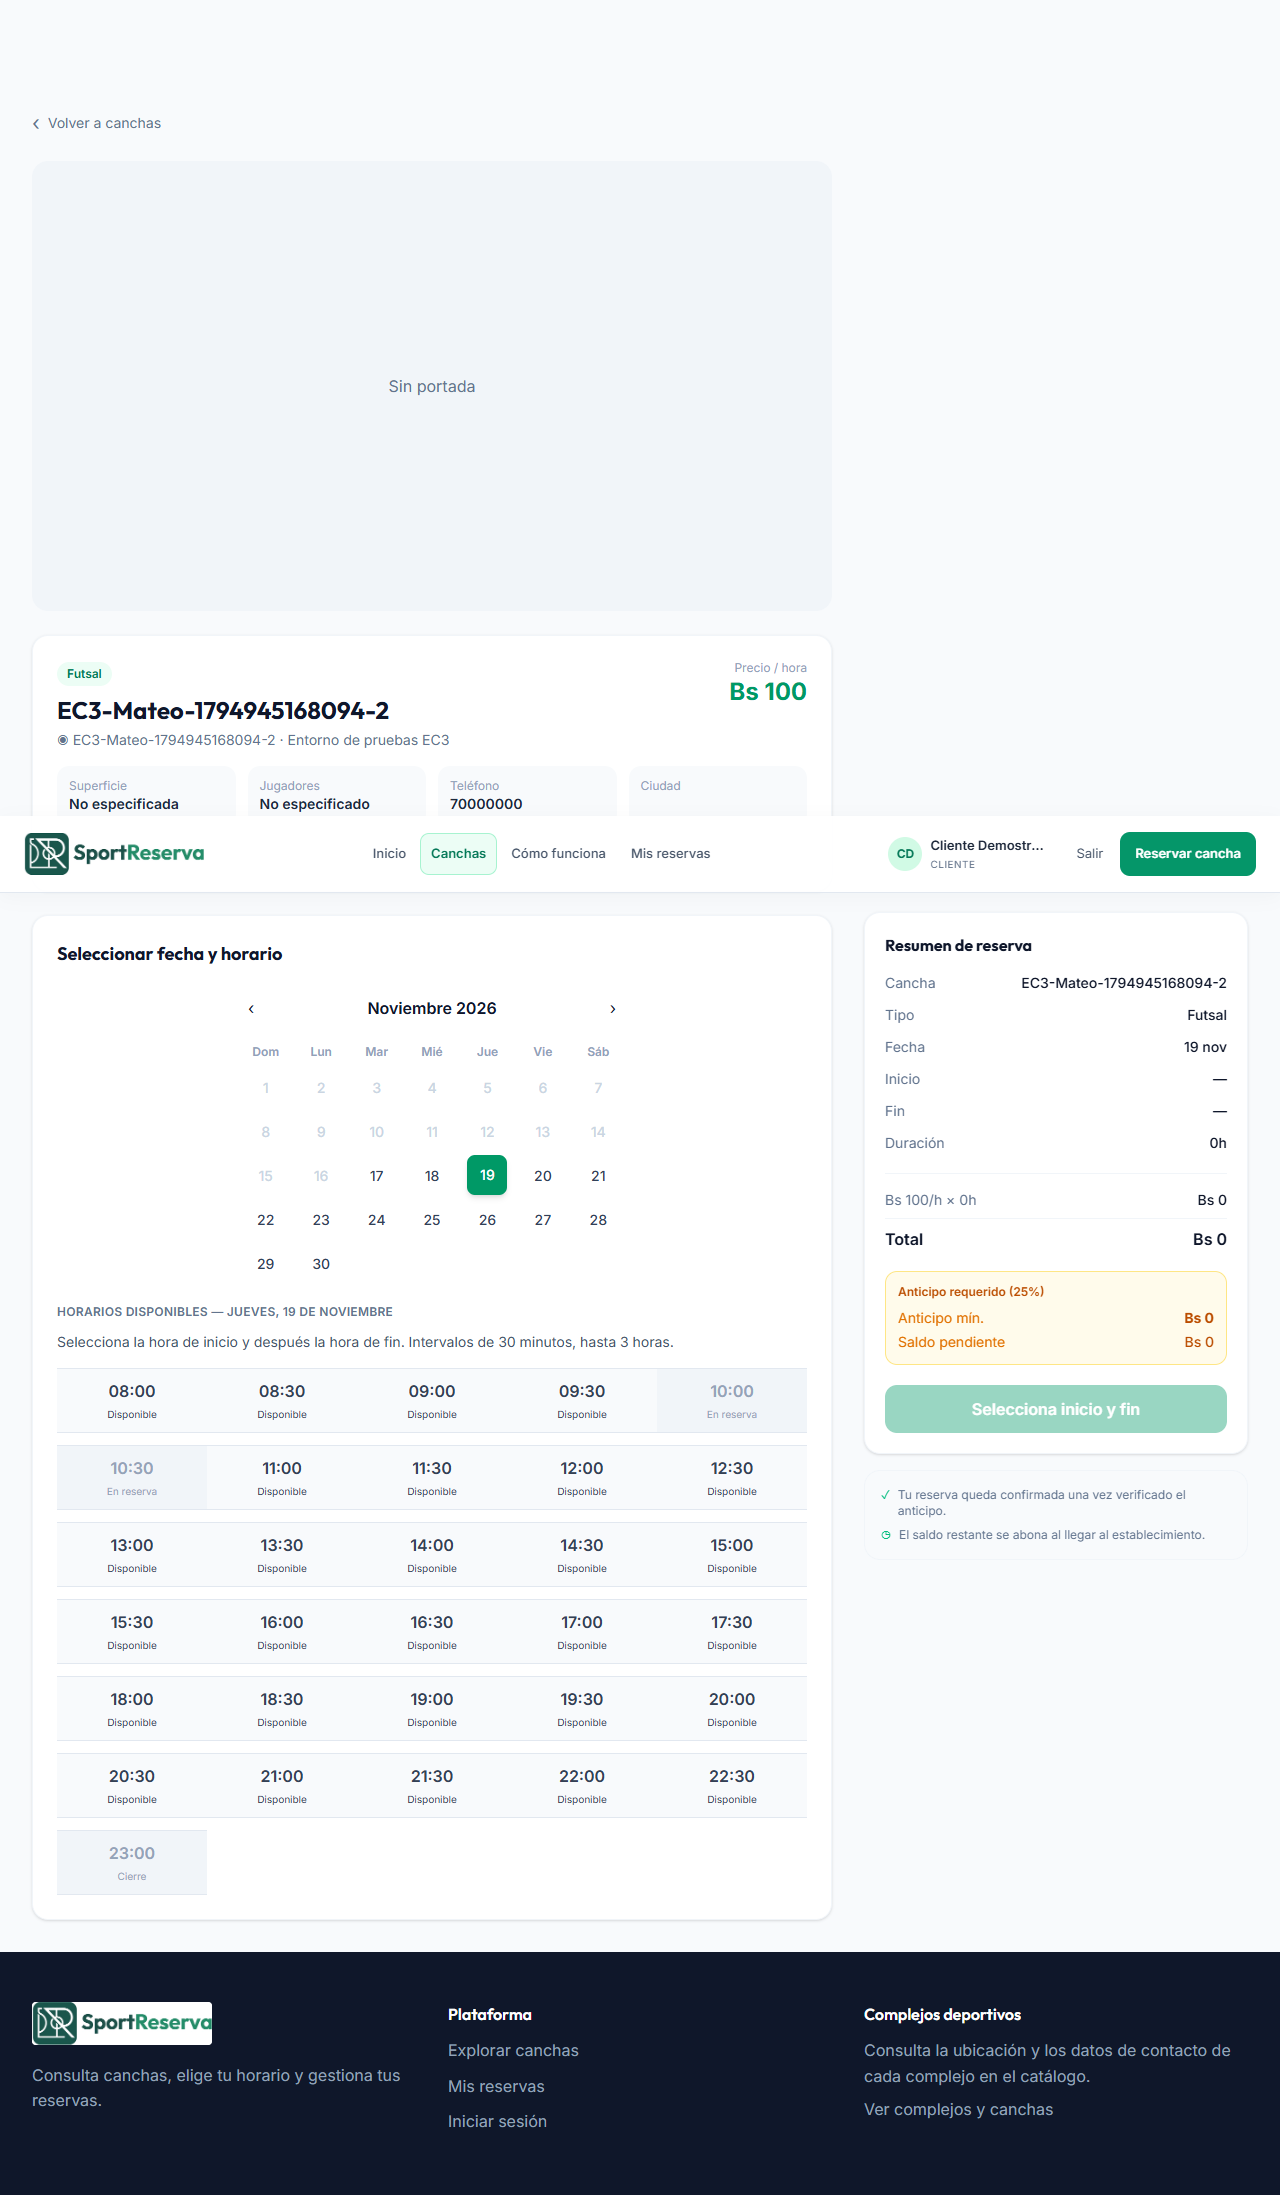 ‹ Volver a canchas
Sin portada
Futsal
Precio / hora
Bs 100
EC3-Mateo-1794945168094-2
◉ EC3-Mateo-1794945168094-2 · Entorno de pruebas EC3
Superficie
No especificada
Jugadores
No especificado
Teléfono
70000000
Ciudad
SportReserva
Inicio
Canchas
Cómo funciona
Mis reservas
CD
Cliente Demostr...
CLIENTE
Salir
Reservar cancha
Seleccionar fecha y horario
‹ Noviembre 2026 ›
Dom Lun Mar Mié Jue Vie Sáb
1 2 3 4 5 6 7
8 9 10 11 12 13 14
15 16 17 18 19 20 21
22 23 24 25 26 27 28
29 30
HORARIOS DISPONIBLES — JUEVES, 19 DE NOVIEMBRE
Selecciona la hora de inicio y después la hora de fin. Intervalos de 30 minutos, hasta 3 horas.
08:00 08:30 09:00 09:30 10:00
Disponible Disponible Disponible Disponible En reserva
10:30 11:00 11:30 12:00 12:30
En reserva Disponible Disponible Disponible Disponible
13:00 13:30 14:00 14:30 15:00
Disponible Disponible Disponible Disponible Disponible
15:30 16:00 16:30 17:00 17:30
Disponible Disponible Disponible Disponible Disponible
18:00 18:30 19:00 19:30 20:00
Disponible Disponible Disponible Disponible Disponible
20:30 21:00 21:30 22:00 22:30
Disponible Disponible Disponible Disponible Disponible
23:00
Cierre
Resumen de reserva
Cancha EC3-Mateo-1794945168094-2
Tipo Futsal
Fecha 19 nov
Inicio —
Fin —
Duración 0h
Bs 100/h × 0h Bs 0
Total Bs 0
Anticipo requerido (25%)
Anticipo mín. Bs 0
Saldo pendiente Bs 0
Selecciona inicio y fin
✓ Tu reserva queda confirmada una vez verificado el
anticipo.
◷ El saldo restante se abona al llegar al establecimiento.
SportReserva
Consulta canchas, elige tu horario y gestiona tus
reservas.
Plataforma
Explorar canchas
Mis reservas
Iniciar sesión
Complejos deportivos
Consulta la ubicación y los datos de contacto de
cada complejo en el catálogo.
Ver complejos y canchas